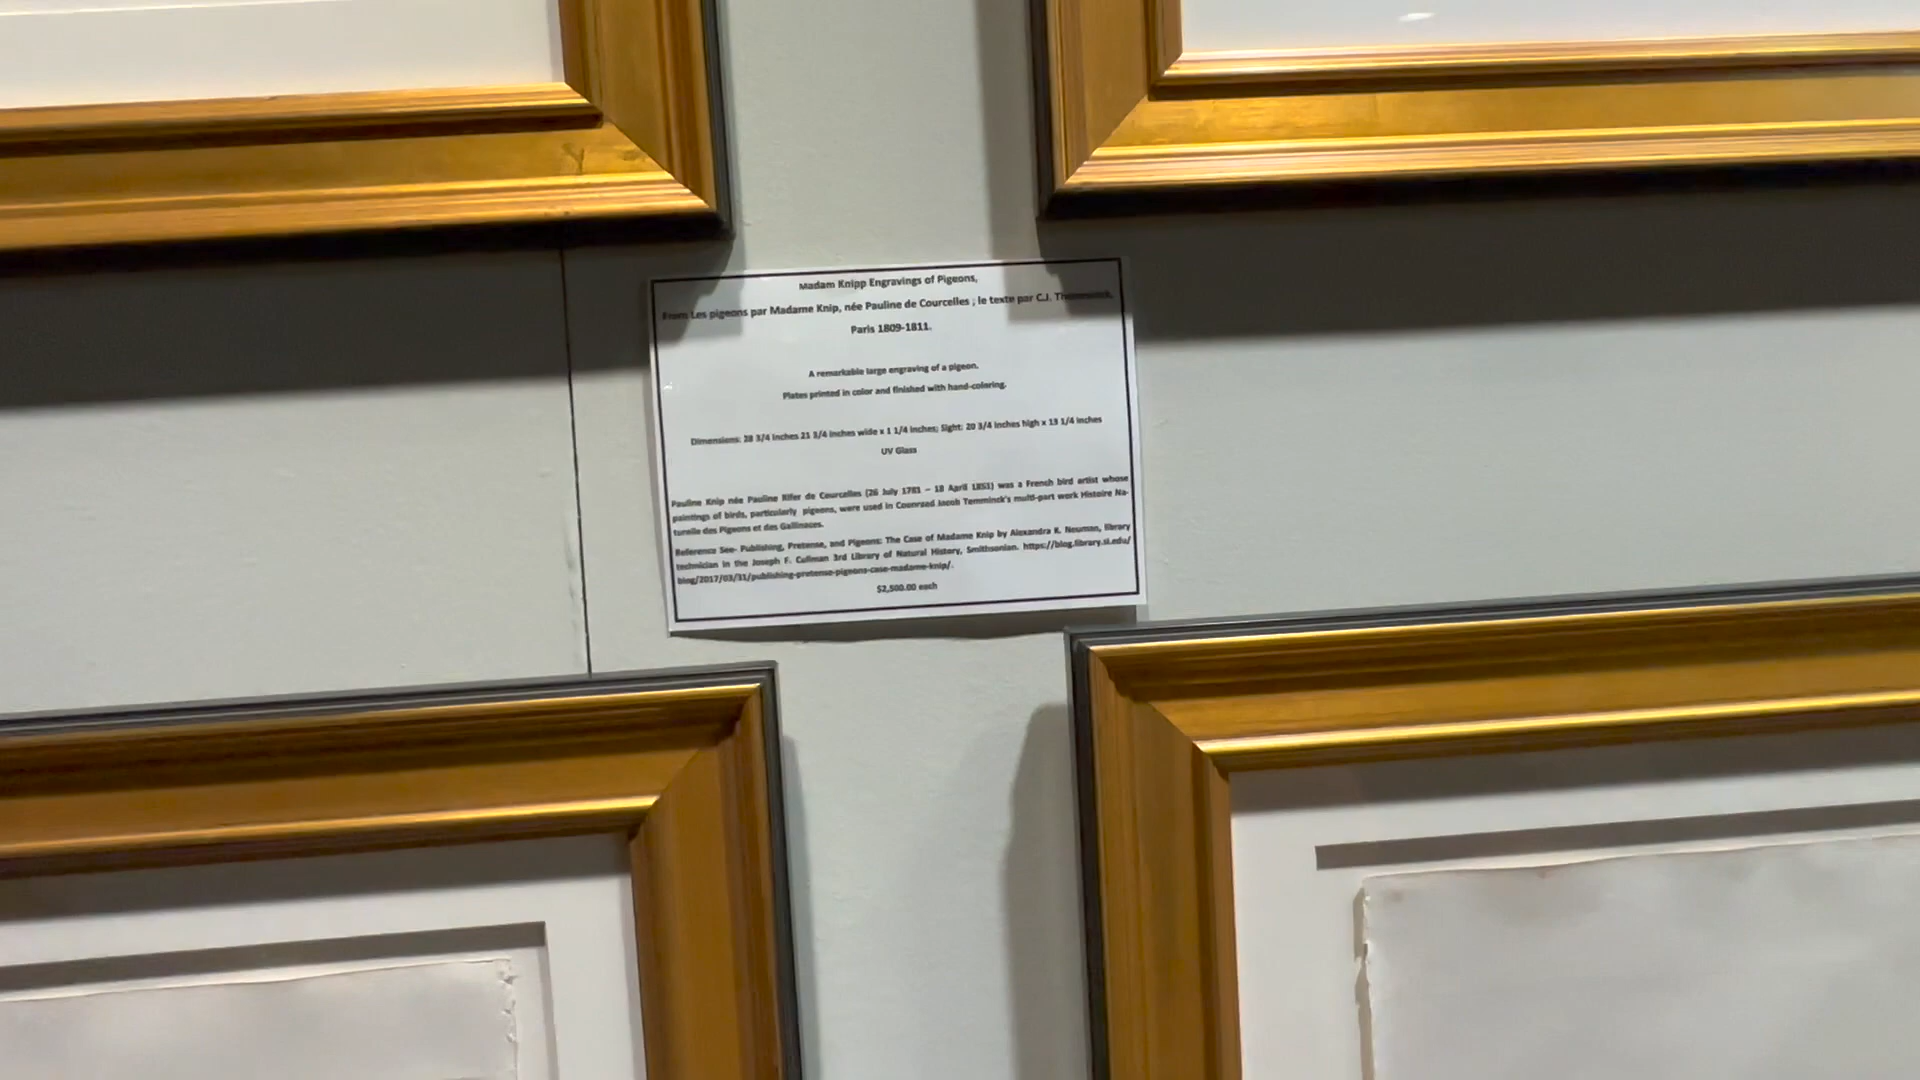 Madam Knipp Engravings of Pigeons,
From Les pigeons par Madame Knip, née Pauline de Courcelles ; le texte par C.J.
Paris 1809-1811.
A remarkable large engraving of a pigeon.
Plates printed in color and finished with hand-coloring.
Dimensions: 28 3/4 inches 21 3/4 inches wide x 1 1/4 inches; Sight: 20 3/4 inches high x 13 1/4 inches
UV Glass
Pauline Knip née Pauline Rifer de Courcelles (26 July 1781 – 18 April 1851) was a French bird artist whose
paintings of birds, particularly pigeons, were used in Coenraad Jacob Temminck's multi-part work Histoire Na-
turelle des Pigeons et des Gallinaces.
Reference See- Publishing, Pretense, and Pigeons: The Case of Madame Knip by Alexandra K. Newman, library
technician in the Joseph F. Cullman 3rd Library of Natural History, Smithsonian. https://blog.library.si.edu/
blog/2017/03/31/publishing-pretense-pigeons-case-madame-knip/.
$2,500.00 each